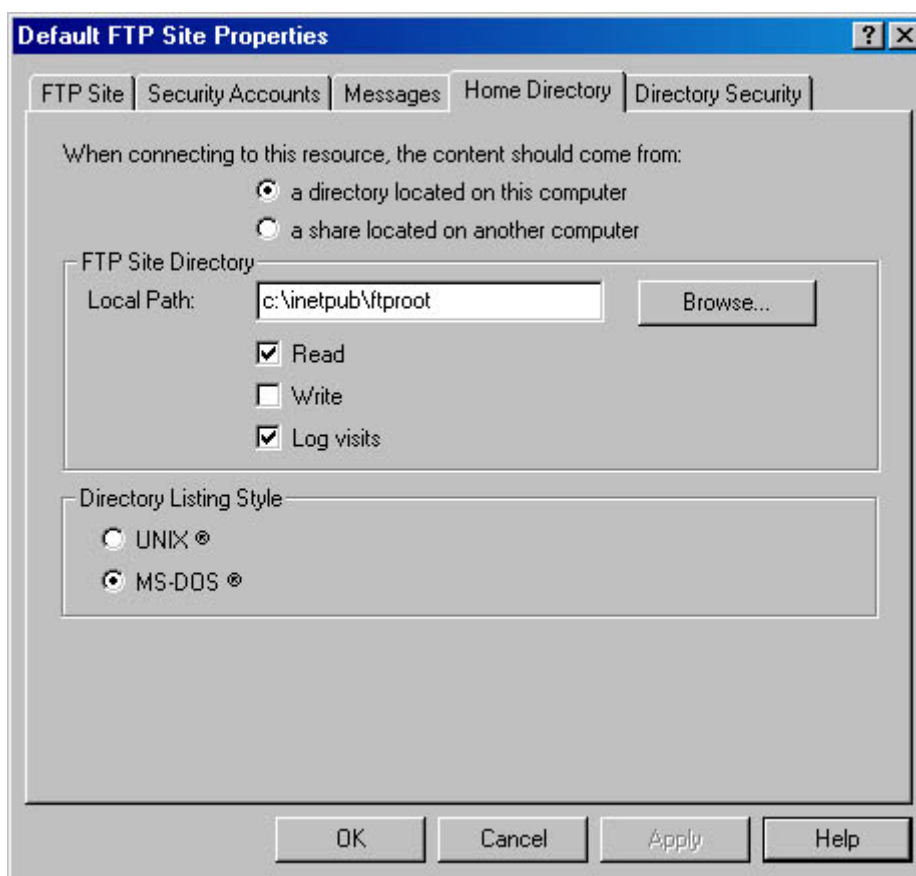 Default FTP Site Properties ? X
FTP Site Security Accounts Messages Home Directory Directory Security
When connecting to this resource, the content should come from:
a directory located on this computer
a share located on another computer
FTP Site Directory
Local Path: c:\inetpub\ftproot Browse...
Read
Write
Log visits
Directory Listing Style
UNIX ®
MS-DOS ®
OK Cancel Apply Help